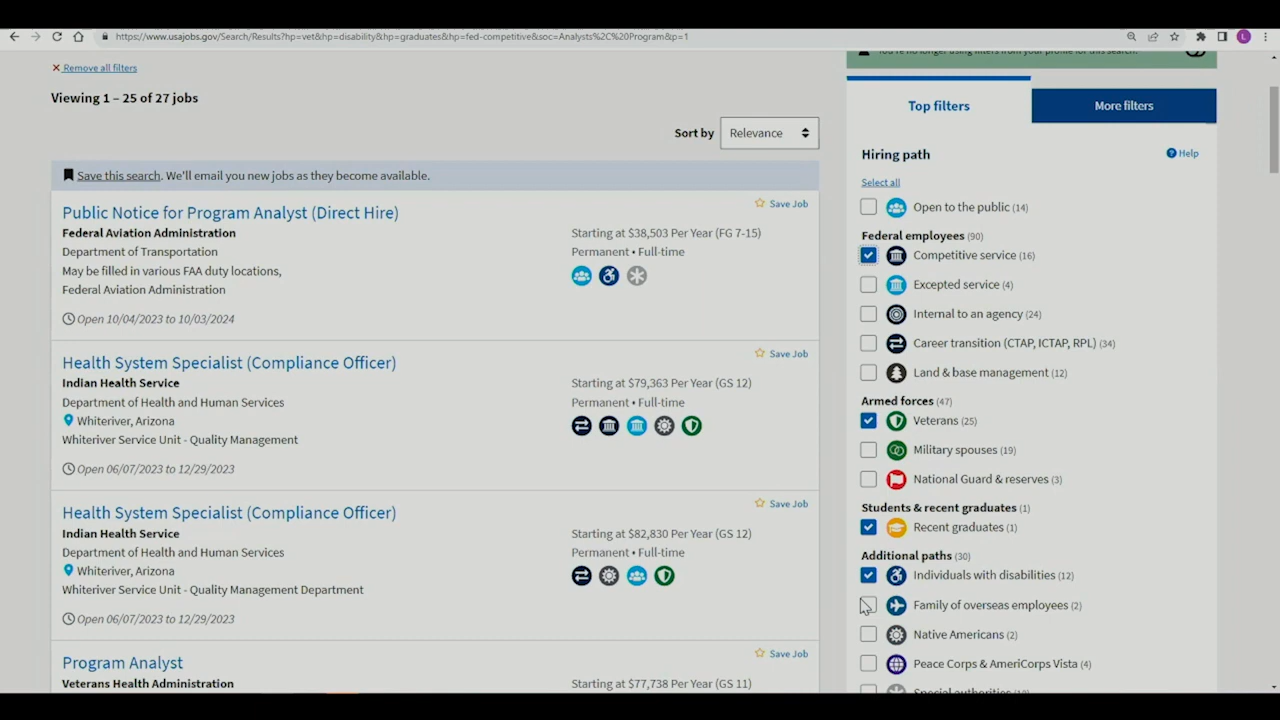 https://www.usajobs.gov/Search/Results?hp=vet&hp=disability&hp=graduates&hp=fed-competitive&soc=Analysts%2C%20Program&p=1
L
You're no longer using filters from your profile for this search.
Remove all filters
Viewing 1 – 25 of 27 jobs
Sort by
Relevance
Save this search. We'll email you new jobs as they become available.
Public Notice for Program Analyst (Direct Hire)
Save Job
Federal Aviation Administration
Starting at $38,503 Per Year (FG 7-15)
Department of Transportation
Permanent • Full-time
May be filled in various FAA duty locations,
Federal Aviation Administration
Open 10/04/2023 to 10/03/2024
Health System Specialist (Compliance Officer)
Save Job
Indian Health Service
Starting at $79,363 Per Year (GS 12)
Department of Health and Human Services
Permanent • Full-time
Whiteriver, Arizona
Whiteriver Service Unit - Quality Management
Open 06/07/2023 to 12/29/2023
Health System Specialist (Compliance Officer)
Save Job
Indian Health Service
Starting at $82,830 Per Year (GS 12)
Department of Health and Human Services
Permanent • Full-time
Whiteriver, Arizona
Whiteriver Service Unit - Quality Management Department
Open 06/07/2023 to 12/29/2023
Program Analyst
Save Job
Veterans Health Administration
Starting at $77,738 Per Year (GS 11)
Top filters
More filters
Hiring path
Help
Select all
Open to the public (14)
Federal employees (90)
Competitive service (16)
Excepted service (4)
Internal to an agency (24)
Career transition (CTAP, ICTAP, RPL) (34)
Land & base management (12)
Armed forces (47)
Veterans (25)
Military spouses (19)
National Guard & reserves (3)
Students & recent graduates (1)
Recent graduates (1)
Additional paths (30)
Individuals with disabilities (12)
Family of overseas employees (2)
Native Americans (2)
Peace Corps & AmeriCorps Vista (4)
Special authorities